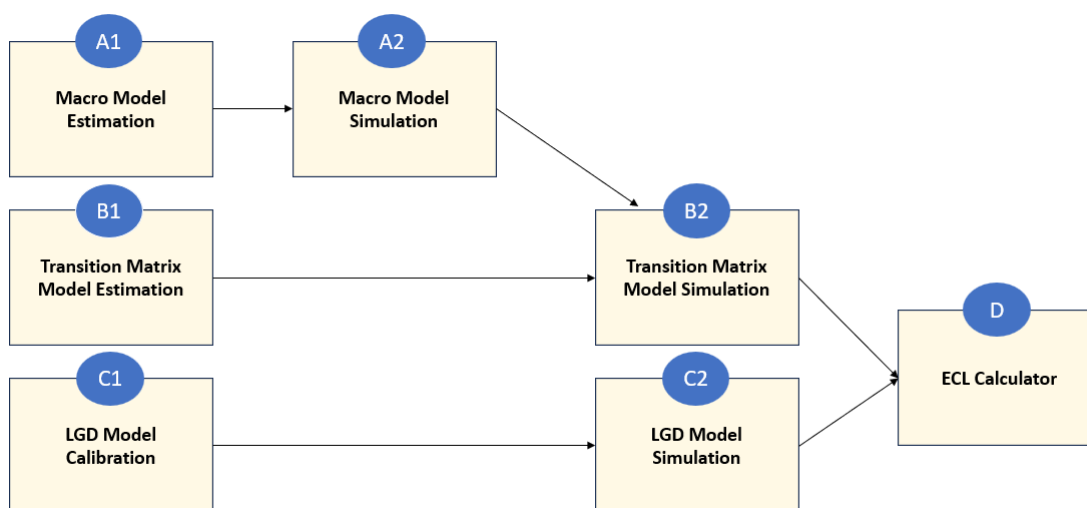 A1
Macro Model
Estimation
A2
Macro Model
Simulation
B1
Transition Matrix
Model Estimation
B2
Transition Matrix
Model Simulation
C1
LGD Model
Calibration
C2
LGD Model
Simulation
D
ECL Calculator